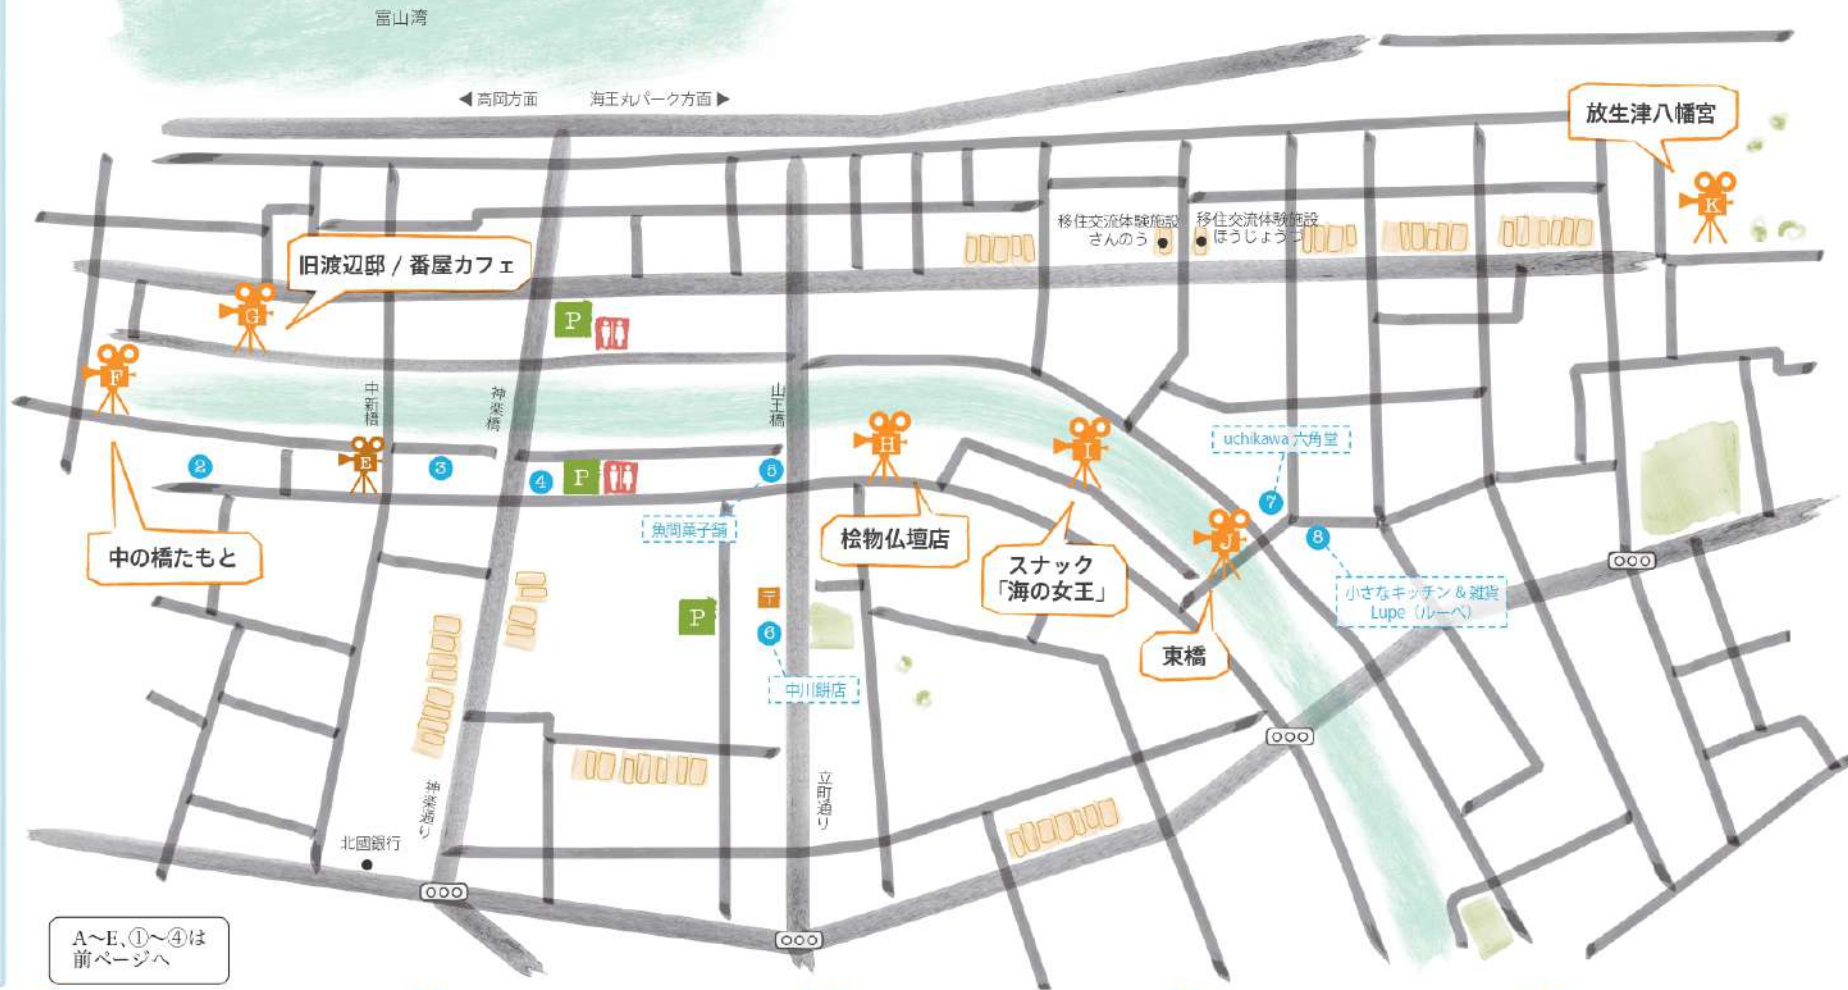 富山湾
◀高岡方面
海王丸パーク方面▶
放生津八幡宮
K
移住交流体験施設
さんのう
移住交流体験施設
ほうじょうづ
旧渡辺邸 / 番屋カフェ
G
P
F
中新橋
神楽橋
山王橋
H
I
uchikawa 六角堂
E
2
3
4
P
5
7
魚問菓子舗
桧物仏壇店
J
8
中の橋たもと
スナック
「海の女王」
小さなキッチン & 雑貨
Lupe（ルーペ）
P
〒
6
東橋
中川餅店
神楽通り
立町通り
北國銀行
A〜E、①〜④は
前ページへ